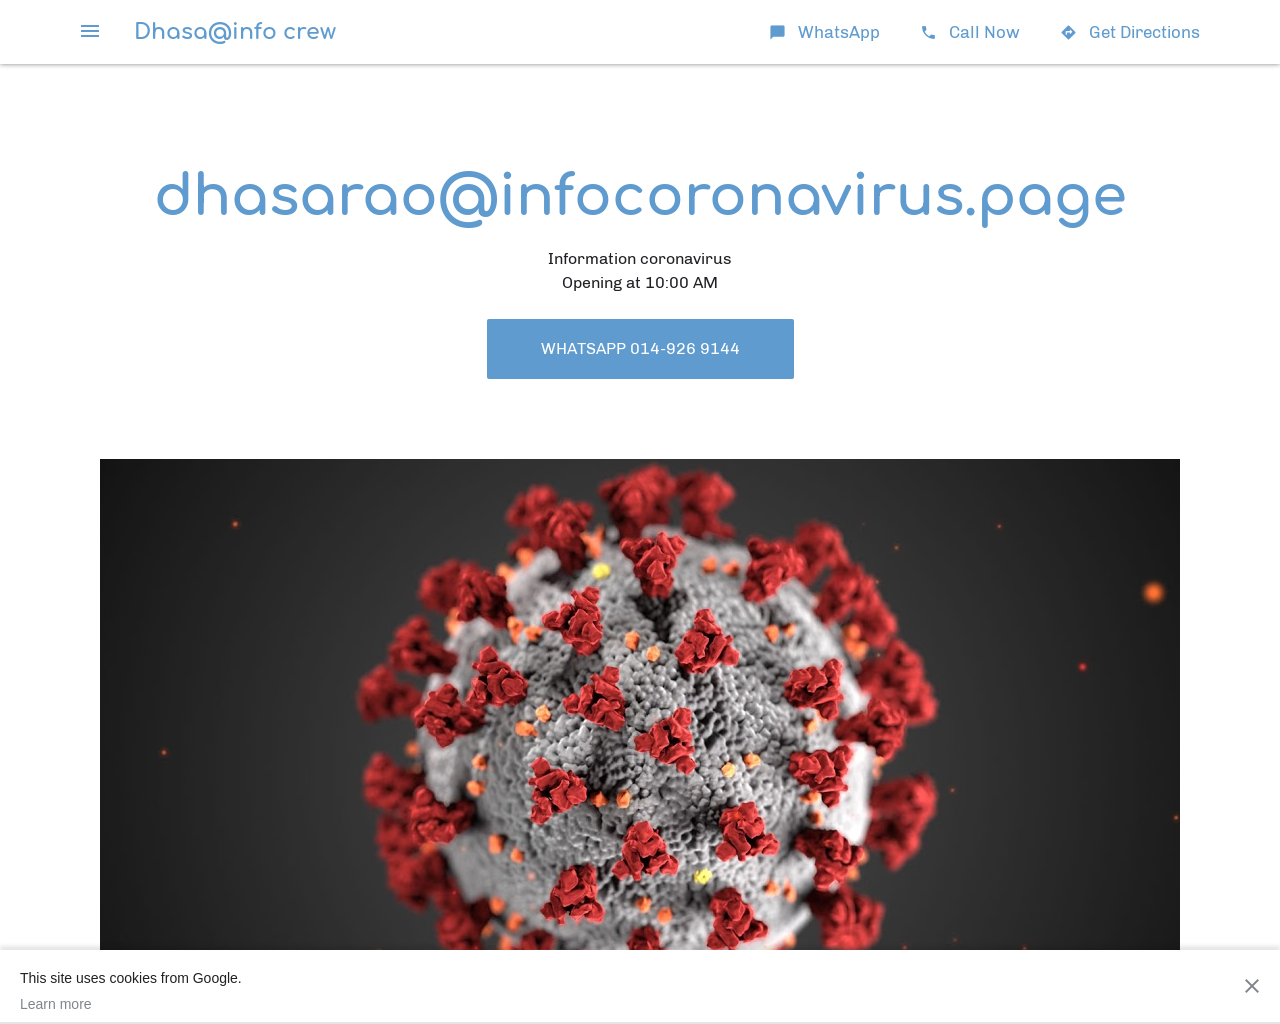 Dhasa@info crew
WhatsApp
Call Now
Get Directions
dhasarao@infocoronavirus.page
Information coronavirus
Opening at 10:00 AM
WHATSAPP 014-926 9144
This site uses cookies from Google.
Learn more